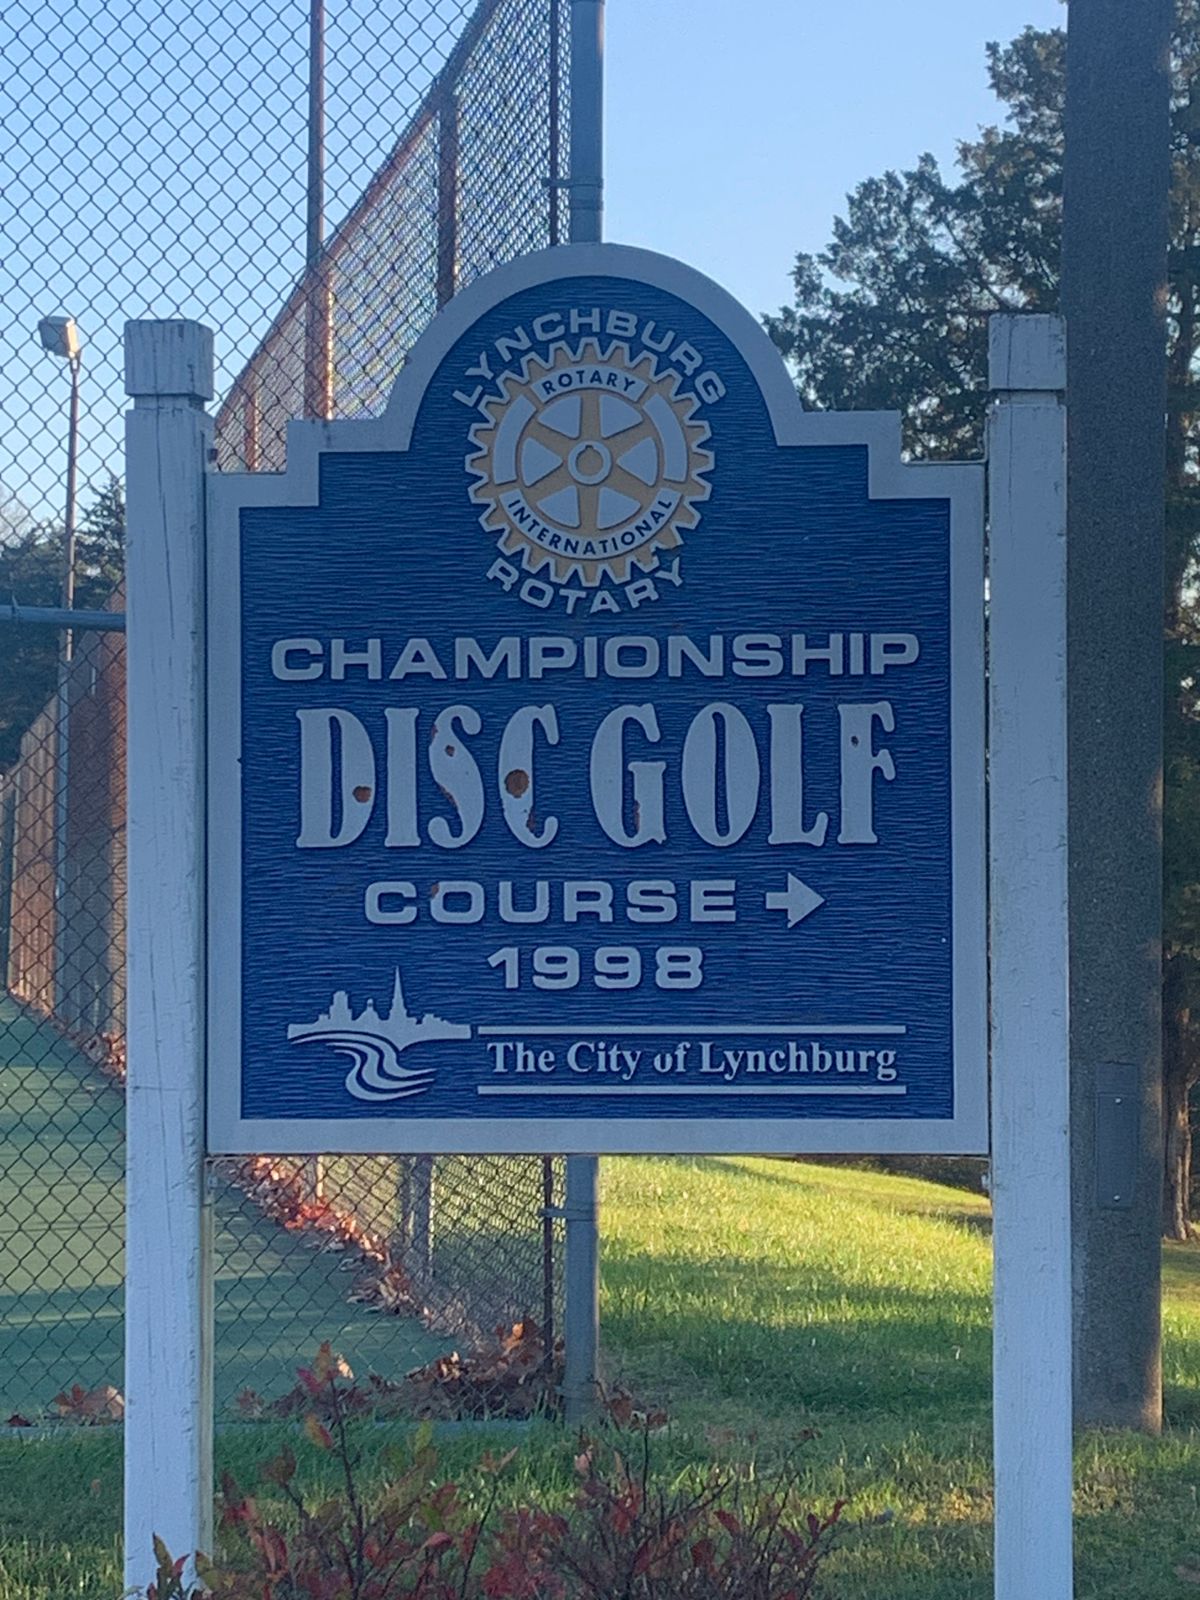 LYNCHBURG
ROTARY
INTERNATIONAL
ROTARY
CHAMPIONSHIP
DISC GOLF
COURSE →
1998
The City of Lynchburg